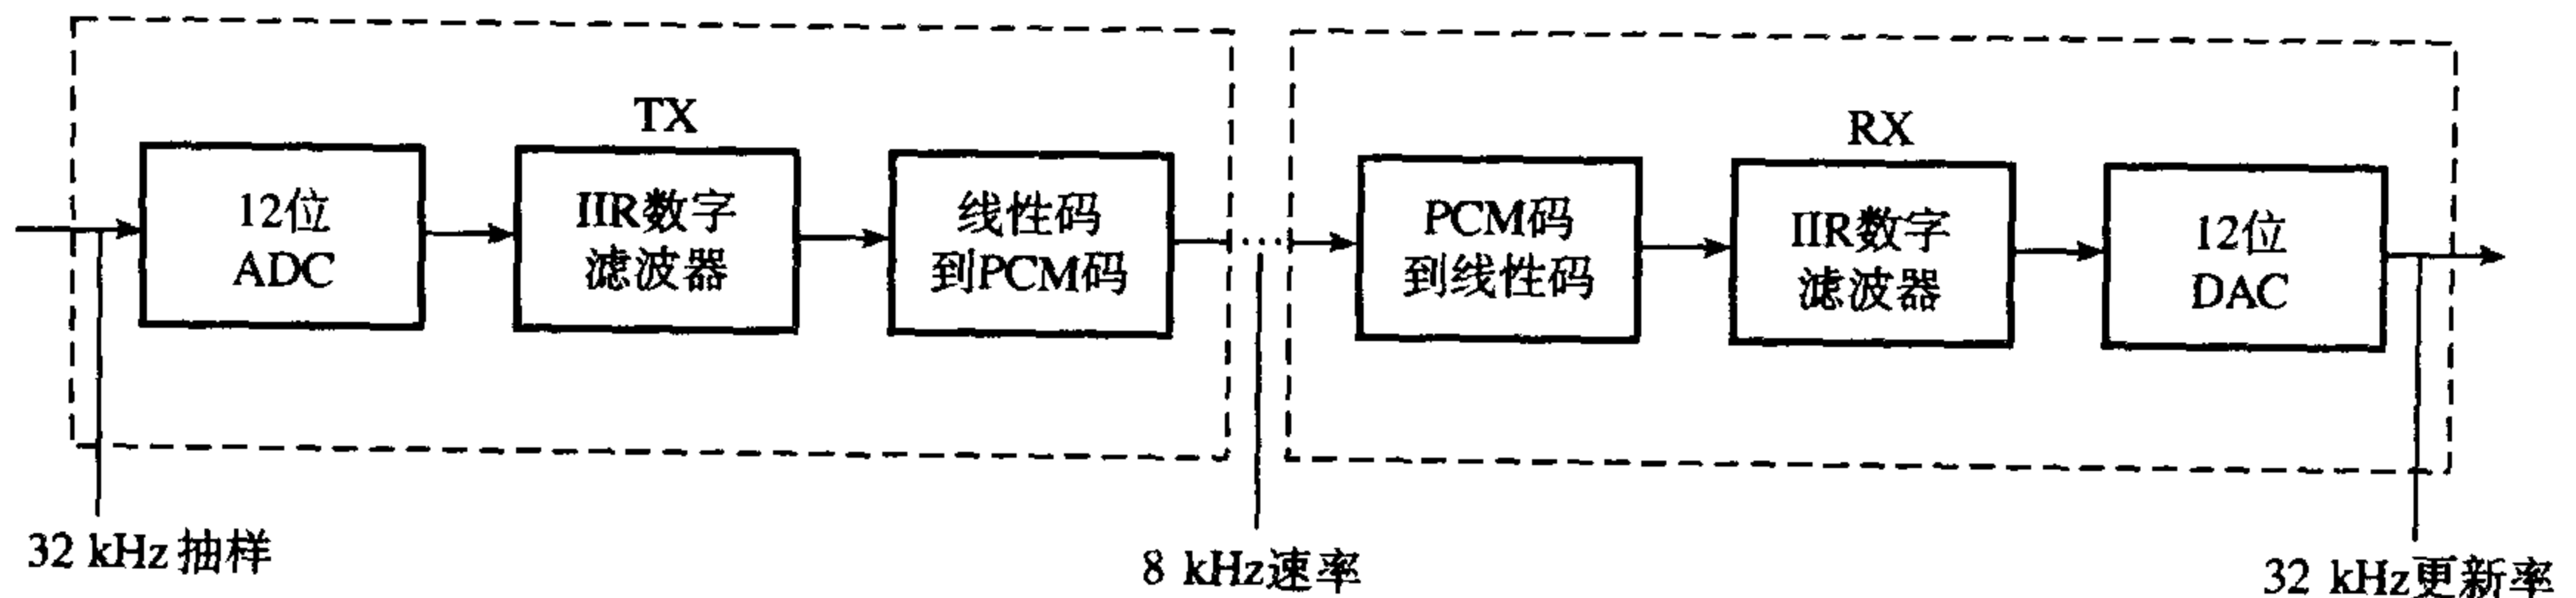 TX
RX
12位
ADC
IIR数字
滤波器
线性码
到PCM码
PCM码
到线性码
IIR数字
滤波器
12位
DAC
32 kHz 抽样
8 kHz速率
32 kHz更新率